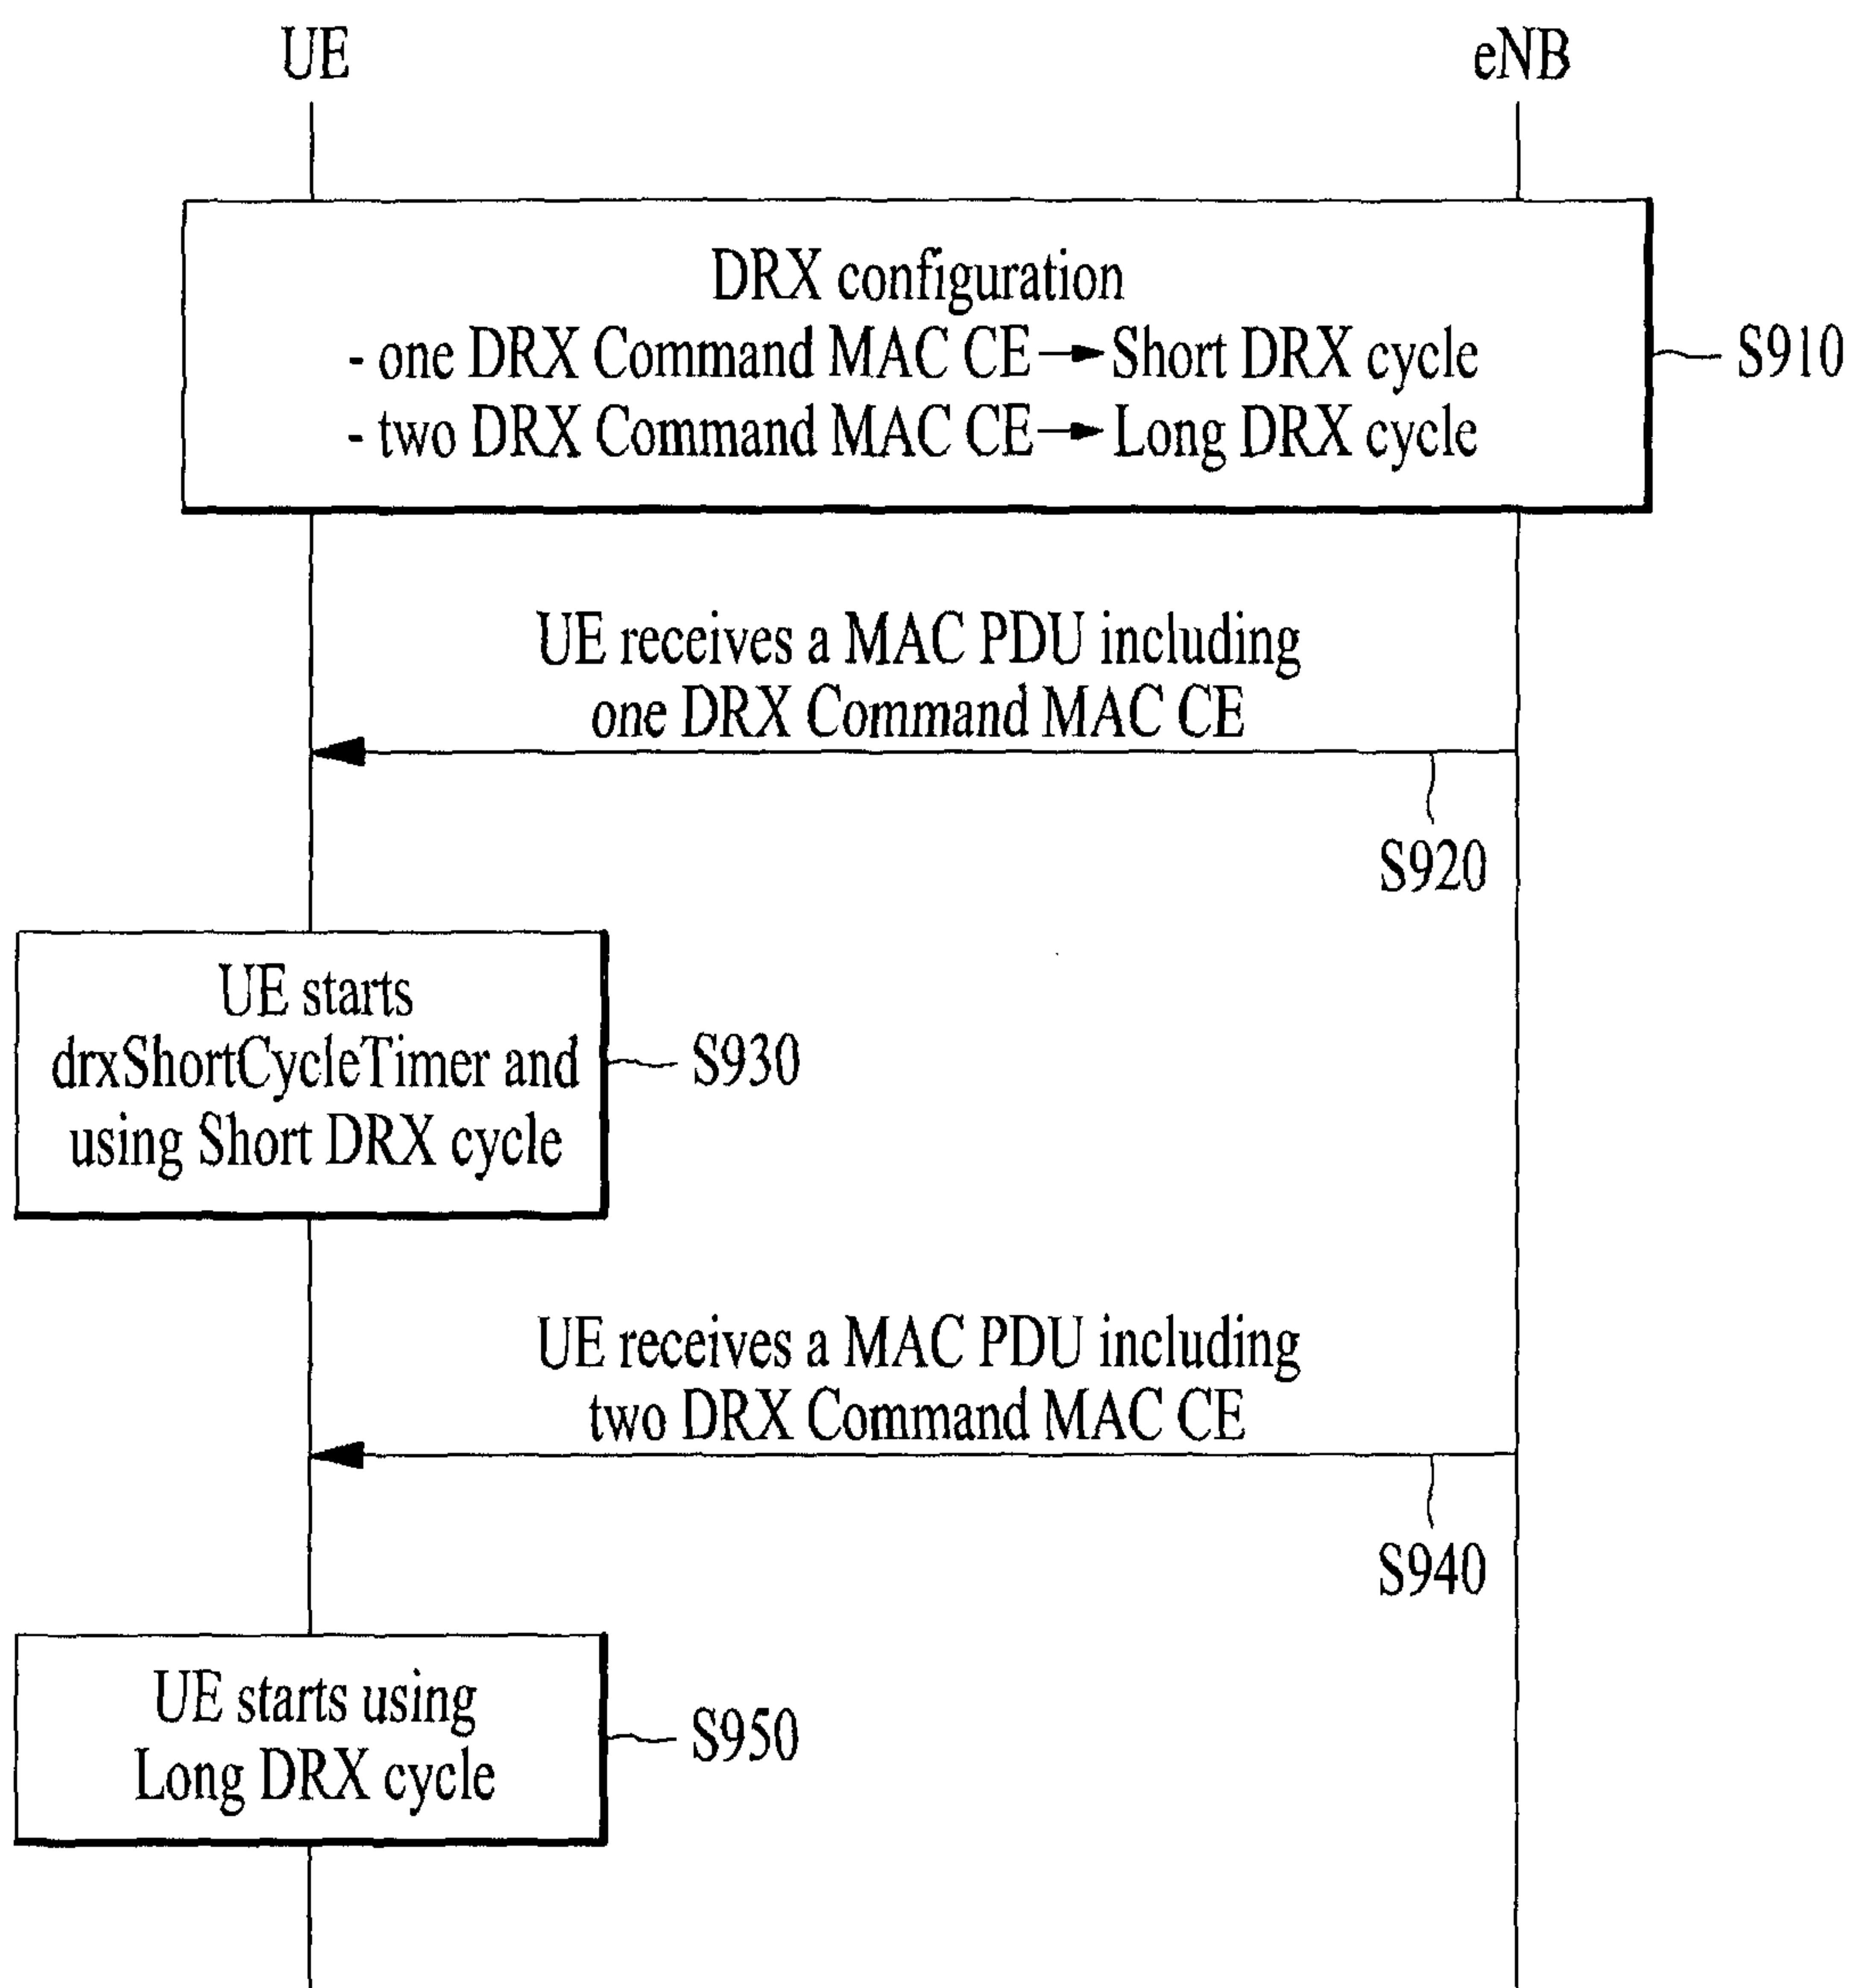 UE
eNB
DRX configuration
- one DRX Command MAC CE → Short DRX cycle
- two DRX Command MAC CE → Long DRX cycle
S910
UE receives a MAC PDU including
one DRX Command MAC CE
S920
UE starts
drxShortCycleTimer and
using Short DRX cycle
S930
UE receives a MAC PDU including
two DRX Command MAC CE
S940
UE starts using
Long DRX cycle
S950